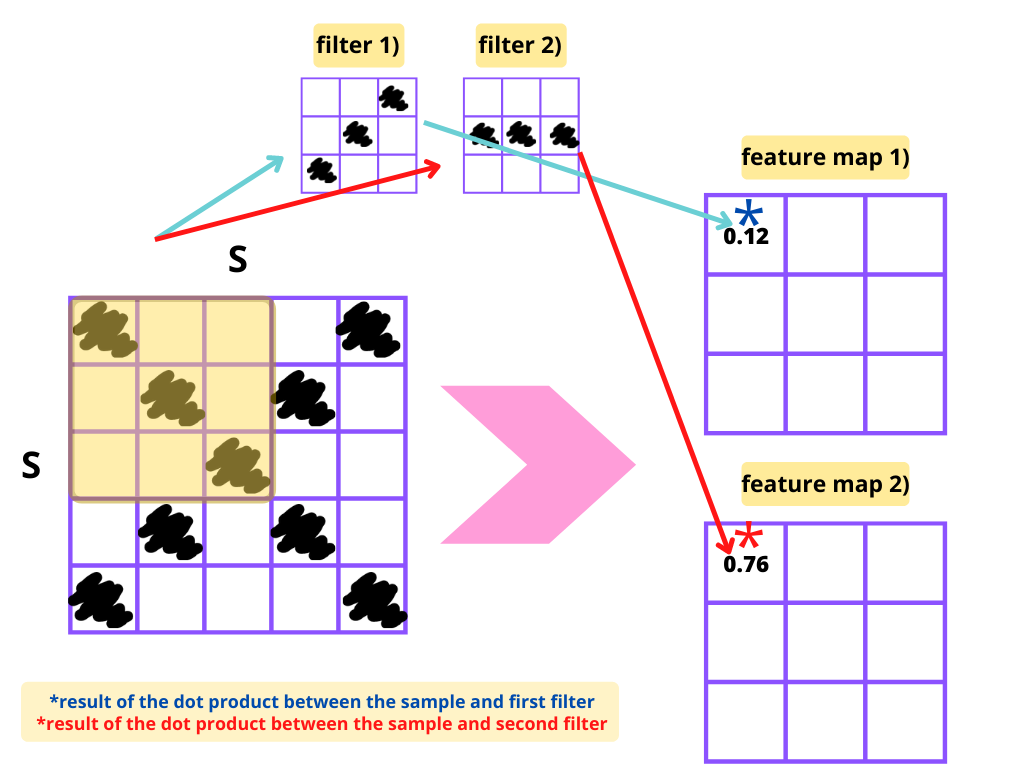 filter 1)
filter 2)
feature map 1)
*
0.12
S
S
feature map 2)
*
0.76
*result of the dot product between the sample and first filter
*result of the dot product between the sample and second filter